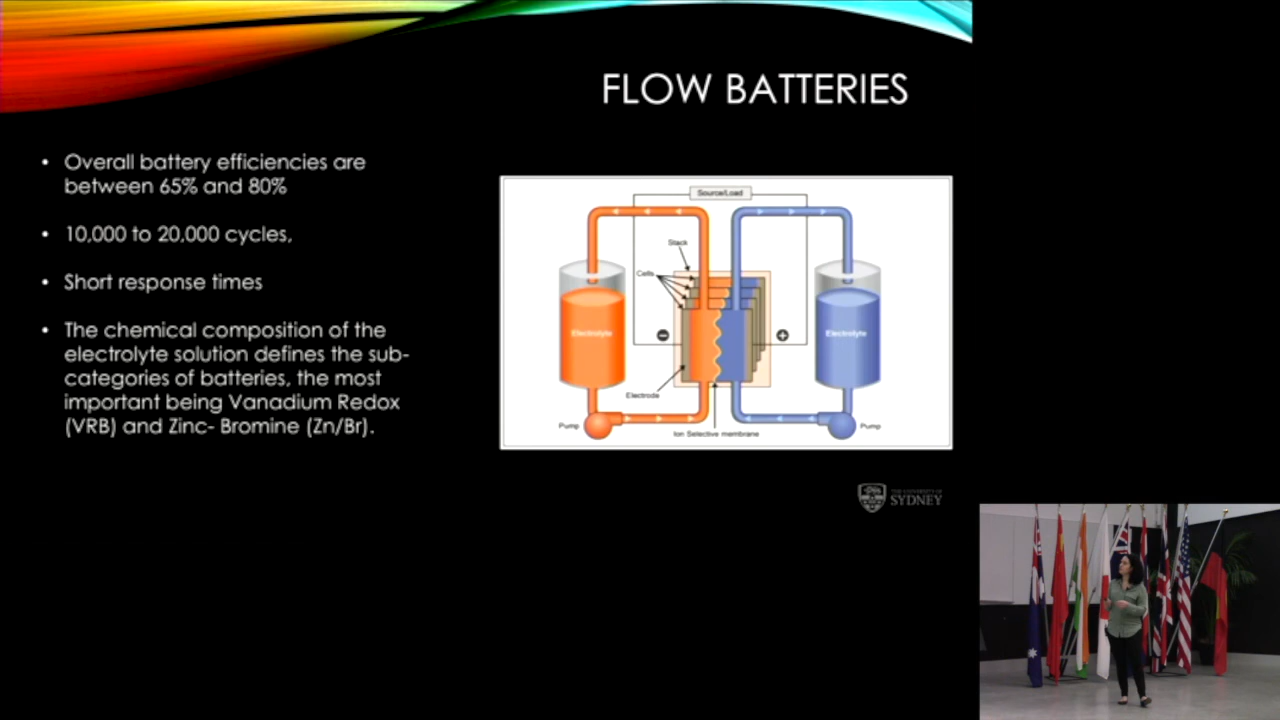 FLOW BATTERIES
• Overall battery efficiencies are
between 65% and 80%
• 10,000 to 20,000 cycles,
• Short response times
• The chemical composition of the
electrolyte solution defines the sub-
categories of batteries, the most
important being Vanadium Redox
(VRB) and Zinc- Bromine (Zn/Br).
Source/Load
Stack
Cells
Electrolyte
Electrolyte
Electrode
Pump
Pump
Ion Selective membrane
THE UNIVERSITY OF
SYDNEY